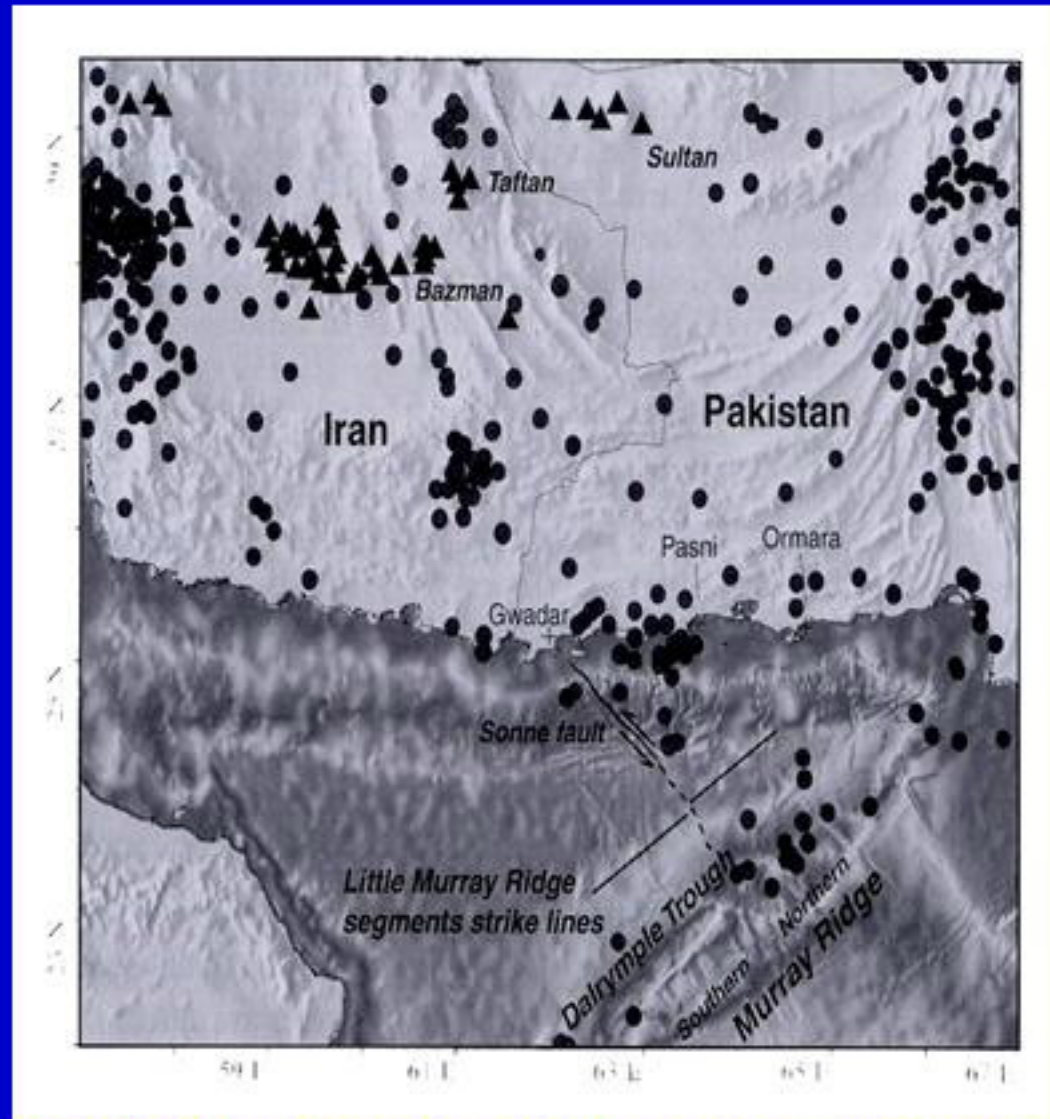 Sultan
Taftan
Bazman
Iran
Pakistan
Pasni
Ormara
Gwadar
Sonne fault
Little Murray Ridge
segments strike lines
Dalrymple Trough
Northern
Southern
Murray Ridge